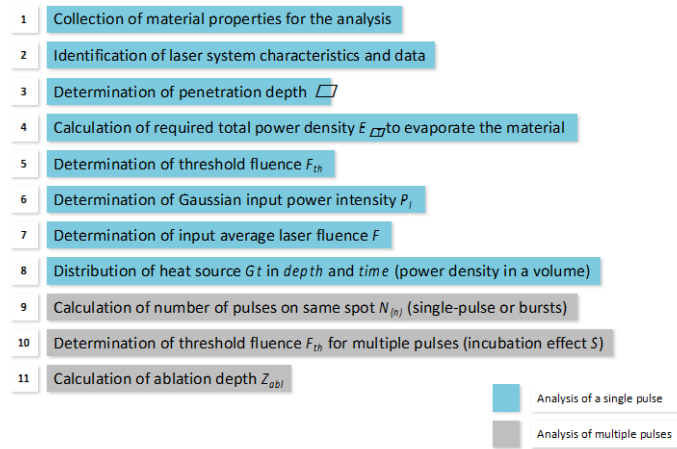 1 Collection of material properties for the analysis
2 Identification of laser system characteristics and data
3 Determination of penetration depth
4 Calculation of required total power density E to evaporate the material
5 Determination of threshold fluence Fth
6 Determination of Gaussian input power intensity PI
7 Determination of input average laser fluence F
8 Distribution of heat source Gt in depth and time (power density in a volume)
9 Calculation of number of pulses on same spot N(n) (single-pulse or bursts)
10 Determination of threshold fluence Fth for multiple pulses (incubation effect S)
11 Calculation of ablation depth Zabl
Analysis of a single pulse
Analysis of multiple pulses